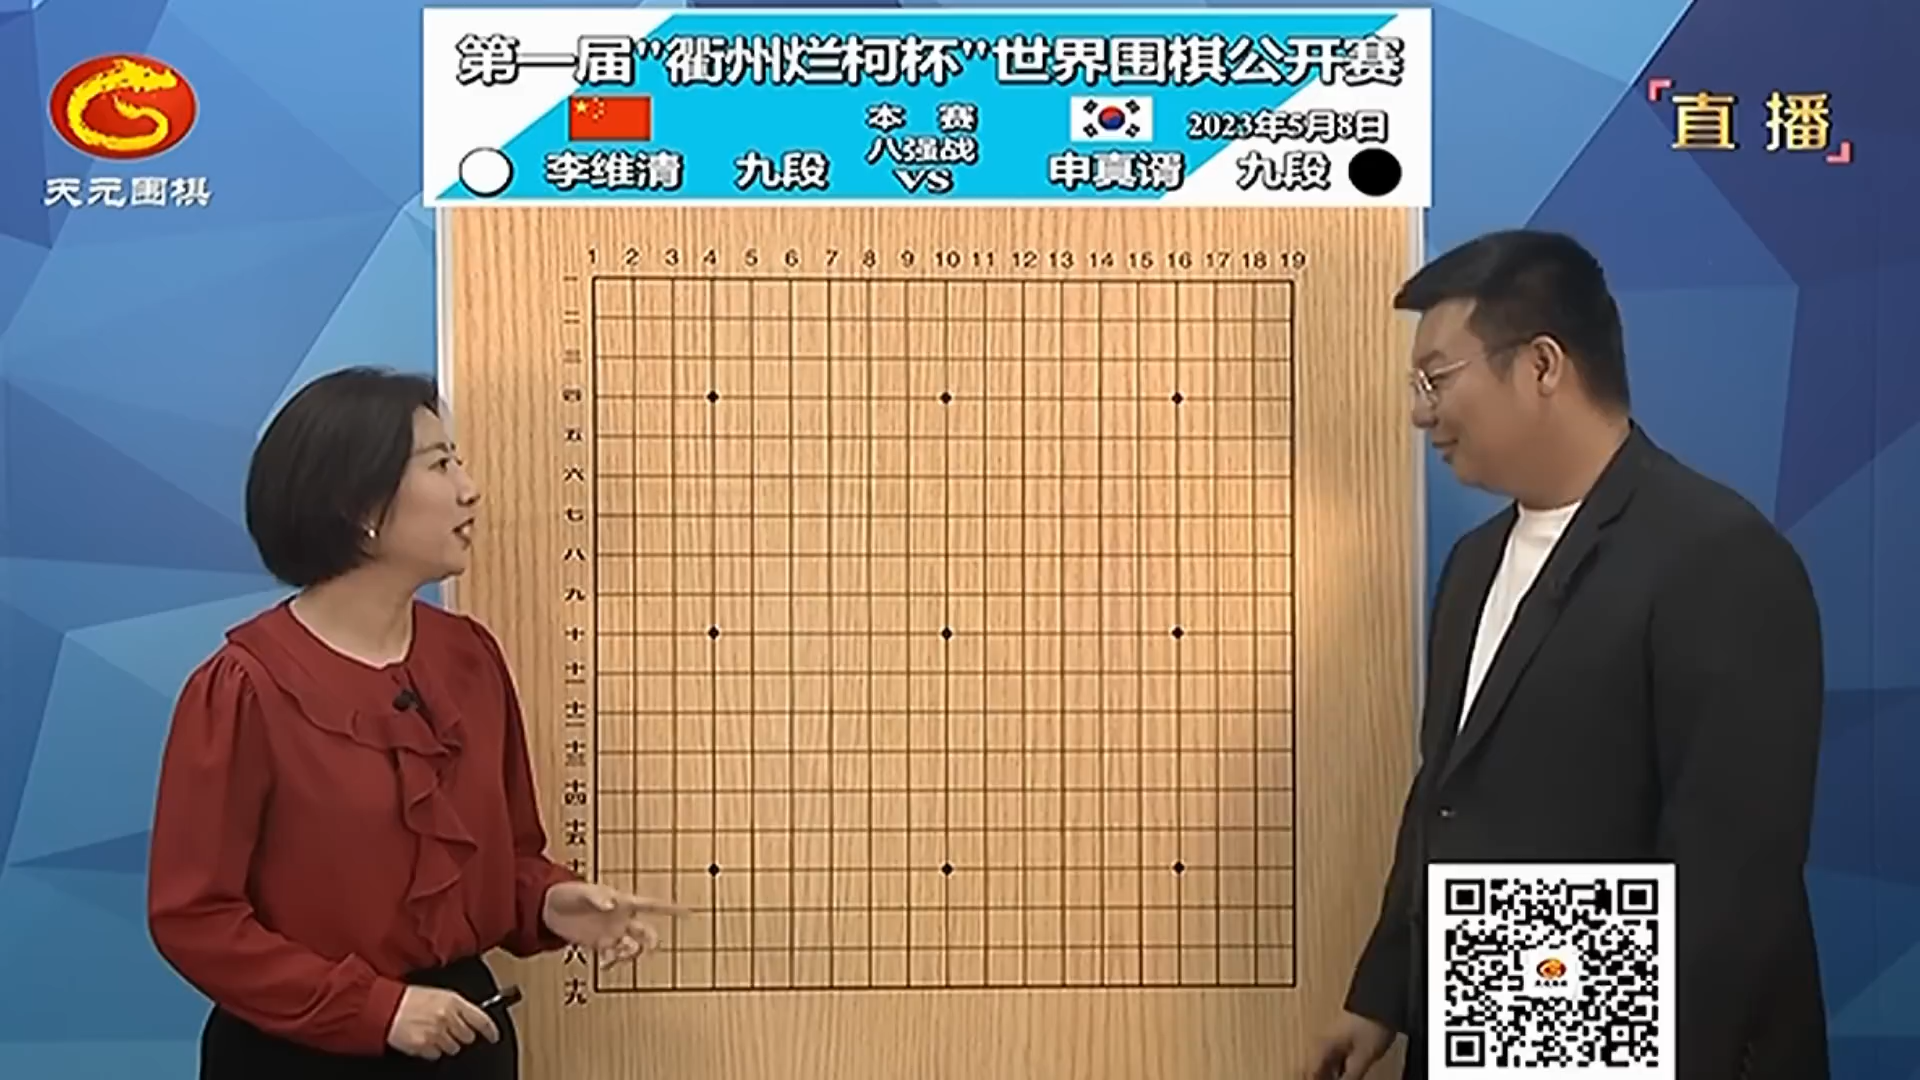 第一届"衢州烂柯杯"世界围棋公开赛
本 赛
八强战
VS
2023年5月8日
李维清 九段
申真谞 九段
天元围棋
直播
1 2 3 4 5 6 7 8 9 10 11 12 13 14 15 16 17 18 19
一
二
三
四
五
六
七
八
九
十
十一
十二
十三
十四
十五
十
八
十九